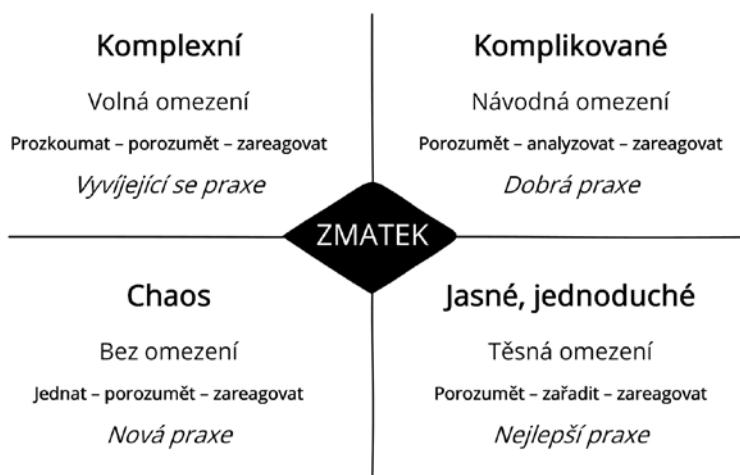 Komplexní
Volná omezení
Prozkoumat – porozumět – zareagovat
Vyvíjející se praxe
Komplikované
Návodná omezení
Porozumět – analyzovat – zareagovat
Dobrá praxe
ZMATEK
Chaos
Bez omezení
Jednat – porozumět – zareagovat
Nová praxe
Jasné, jednoduché
Těsná omezení
Porozumět – zařadit – zareagovat
Nejlepší praxe